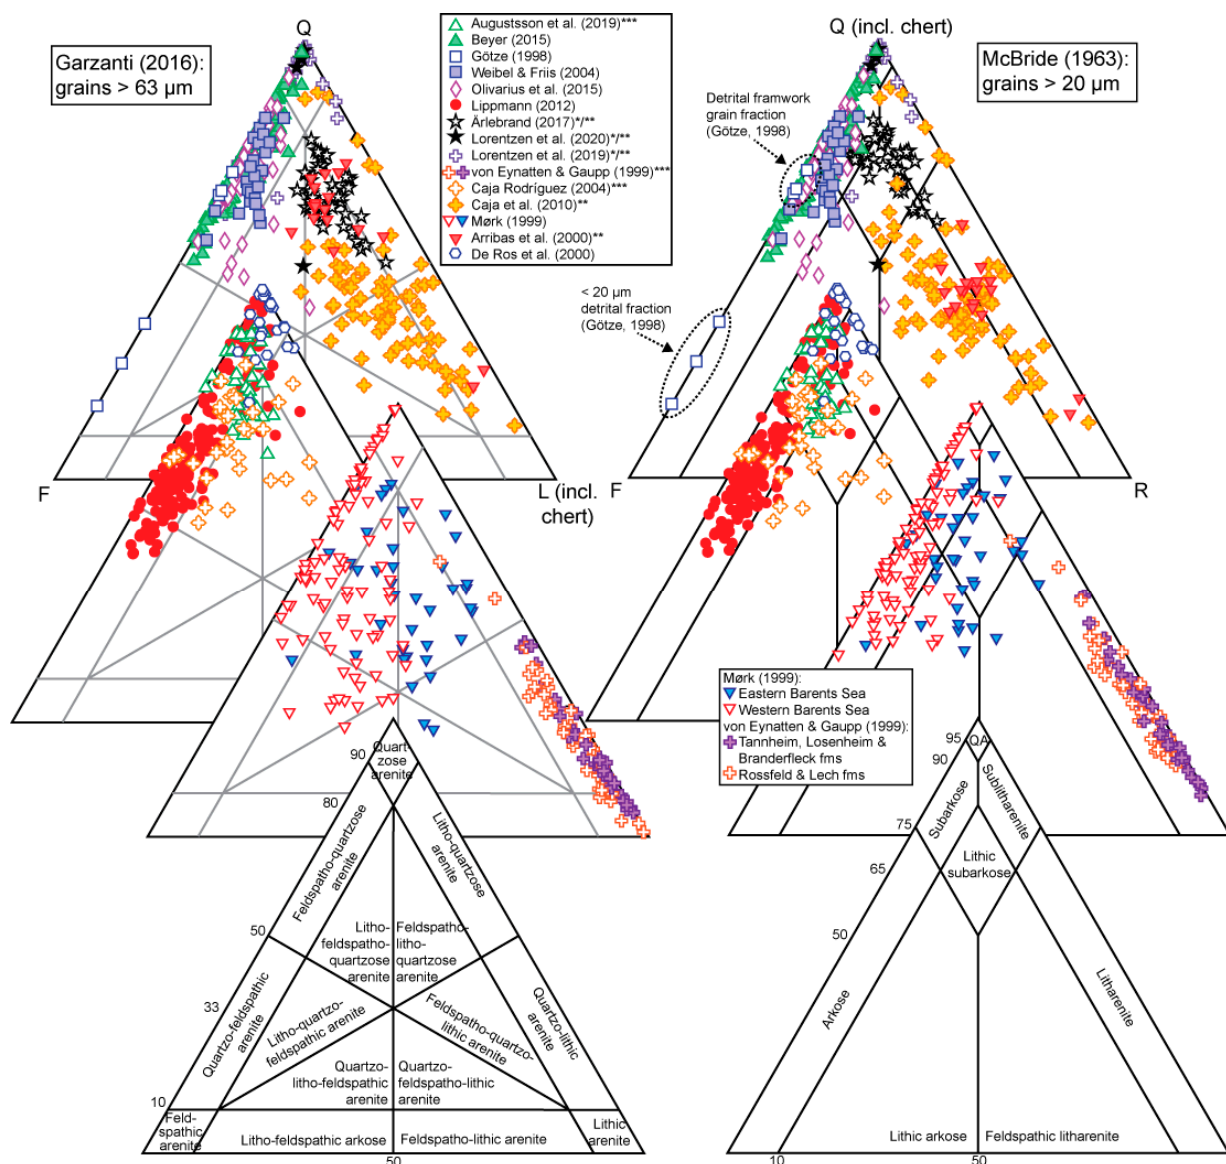 Garzanti (2016):
grains > 63 µm
Q
Augustsson et al. (2019)***
Beyer (2015)
Götze (1998)
Weibel & Friis (2004)
Olivarius et al. (2015)
Lippmann (2012)
Ärlebrand (2017)*/**
Lorentzen et al. (2020)*/**
Lorentzen et al. (2019)*/**
von Eynatten & Gaupp (1999)***
Caja Rodríguez (2004)***
Caja et al. (2010)**
Mørk (1999)
Arribas et al. (2000)**
De Ros et al. (2000)
Q (incl. chert)
McBride (1963):
grains > 20 µm
Detrital framwork
grain fraction
(Götze, 1998)
< 20 µm
detrital fraction
(Götze, 1998)
F
L (incl.
chert)
F
R
Mørk (1999):
Eastern Barents Sea
Western Barents Sea
von Eynatten & Gaupp (1999):
Tannheim, Losenheim &
Branderfleck fms
Rossfeld & Lech fms
90
Quart-
zose
arenite
80
Feldspatho-quartzose
arenite
Litho-quartzose
arenite
50
Litho-
feldspatho-
quartzose
arenite
Feldspatho-
litho-
quartzose
arenite
33
Quartzo-feldspathic
arenite
Litho-quartzo-
feldspathic arenite
Feldspatho-quartzo-
lithic arenite
Quartzo-lithic
arenite
Quartzo-
litho-feldspathic
arenite
Quartzo-
feldspatho-lithic
arenite
10
Feld-
spathic
arenite
Litho-feldspathic arkose
Feldspatho-lithic arenite
Lithic
arenite
50
95
QA
90
Subarkose
Sublitharenite
75
Lithic
subarkose
65
50
Arkose
Litharenite
Lithic arkose
Feldspathic litharenite
10
50